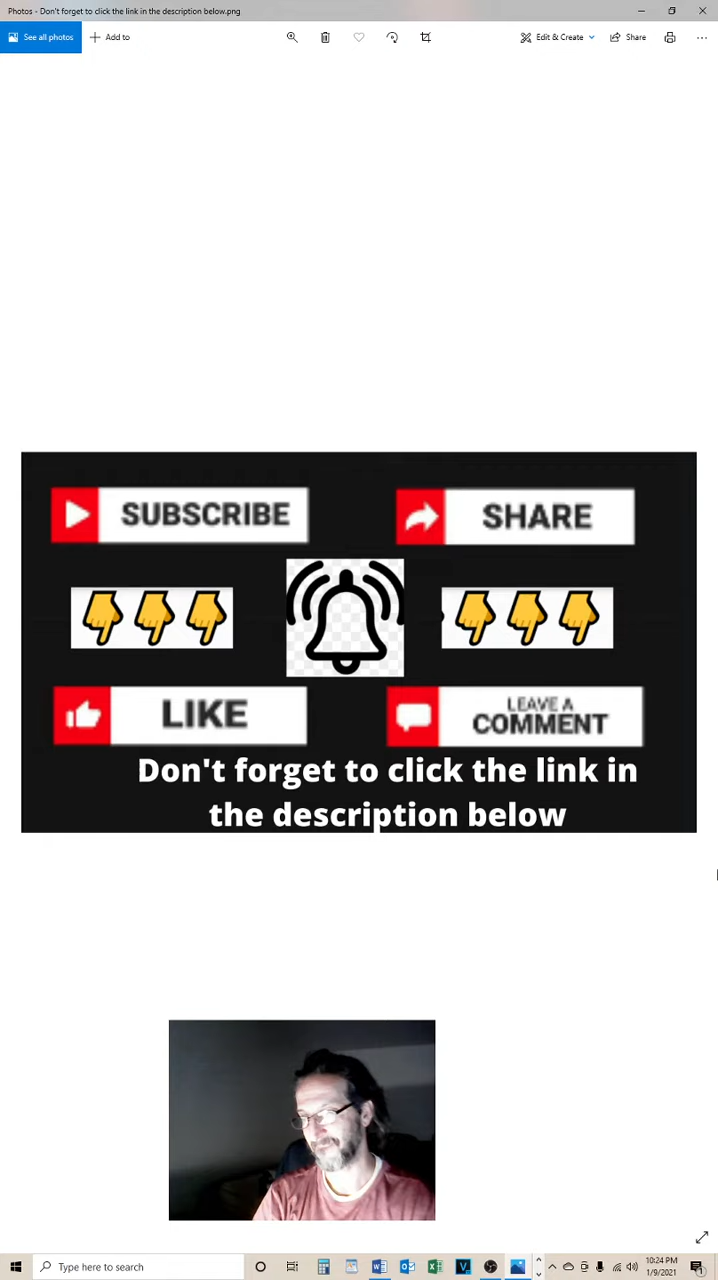 Photos - Don't forget to click the link in the description below.png
See all photos
Add to
Edit & Create
Share
SUBSCRIBE
SHARE
LIKE
LEAVE A
COMMENT
Don't forget to click the link in
the description below
Type here to search
10:24 PM
1/9/2021